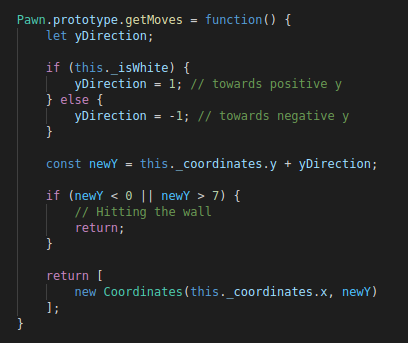 Pawn.prototype.getMoves = function() {
    let yDirection;

    if (this._isWhite) {
        yDirection = 1; // towards positive y
    } else {
        yDirection = -1; // towards negative y
    }

    const newY = this._coordinates.y + yDirection;

    if (newY < 0 || newY > 7) {
        // Hitting the wall
        return;
    }

    return [
        new Coordinates(this._coordinates.x, newY)
    ];
}